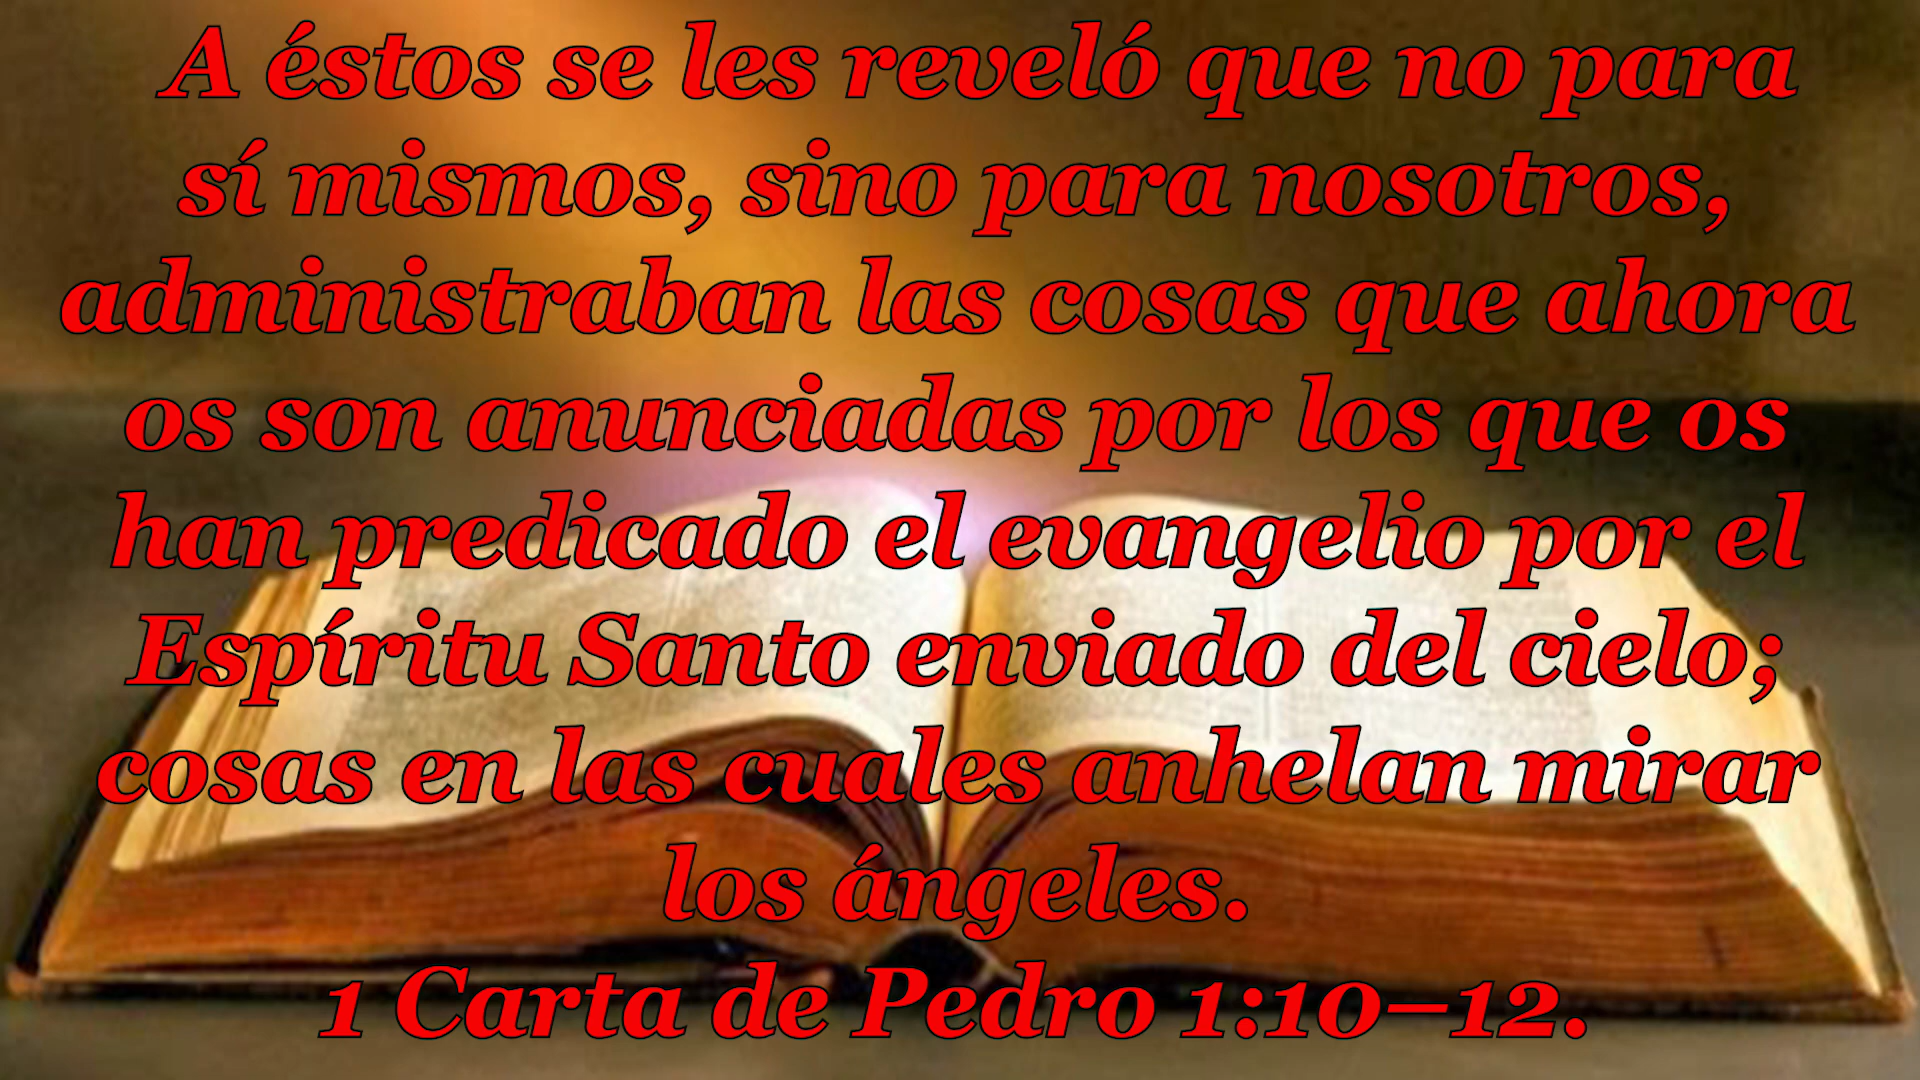 A éstos se les reveló que no para
sí mismos, sino para nosotros,
administraban las cosas que ahora
os son anunciadas por los que os
han predicado el evangelio por el
Espíritu Santo enviado del cielo;
cosas en las cuales anhelan mirar
los ángeles.
1 Carta de Pedro 1:10–12.